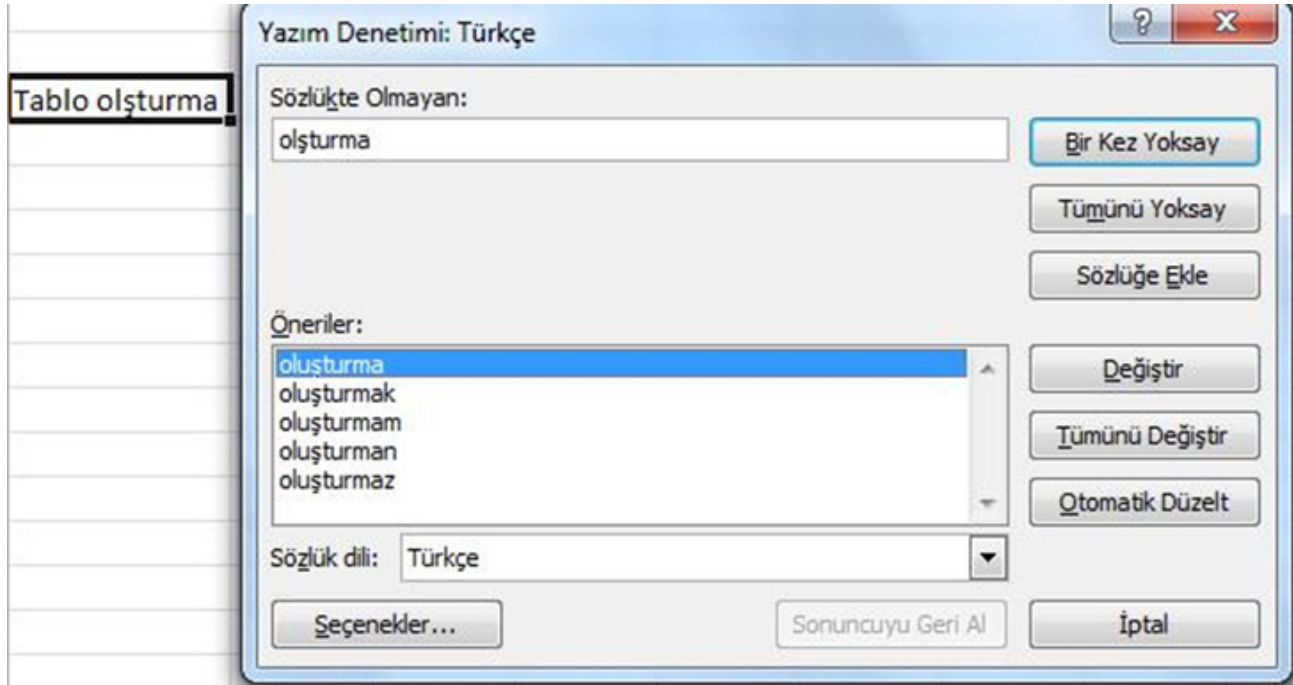 Yazım Denetimi: Türkçe
Tablo olşturma
Sözlükte Olmayan:
olşturma
Bir Kez Yoksay
Tümünü Yoksay
Sözlüğe Ekle
Öneriler:
oluşturma
oluşturmak
oluşturmam
oluşturman
oluşturmaz
Değiştir
Tümünü Değiştir
Otomatik Düzelt
Sözlük dili: Türkçe
Seçenekler...
Sonuncuyu Geri Al
İptal